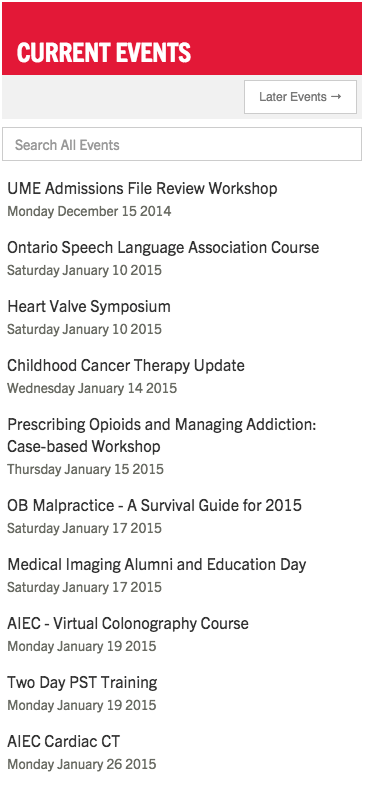 CURRENT EVENTS
Later Events →
Search All Events
UME Admissions File Review Workshop
Monday December 15 2014
Ontario Speech Language Association Course
Saturday January 10 2015
Heart Valve Symposium
Saturday January 10 2015
Childhood Cancer Therapy Update
Wednesday January 14 2015
Prescribing Opioids and Managing Addiction:
Case-based Workshop
Thursday January 15 2015
OB Malpractice - A Survival Guide for 2015
Saturday January 17 2015
Medical Imaging Alumni and Education Day
Saturday January 17 2015
AIEC - Virtual Colonography Course
Monday January 19 2015
Two Day PST Training
Monday January 19 2015
AIEC Cardiac CT
Monday January 26 2015